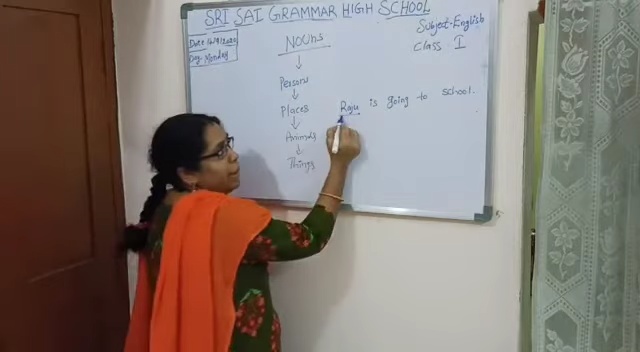 SRI SAI GRAMMAR HIGH SCHOOL
Subject-English
Class : I
Day: Monday
NOUNS
Persons
Places
Animals
Things
Raju is going to school.